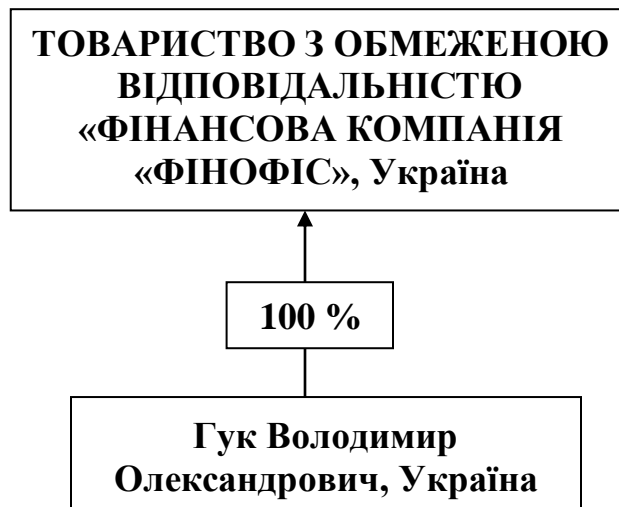 ТОВАРИСТВО З ОБМЕЖЕНОЮ
ВІДПОВІДАЛЬНІСТЮ
«ФІНАНСОВА КОМПАНІЯ
«ФІНОФІС», Україна
100 %
Гук Володимир
Олександрович, Україна